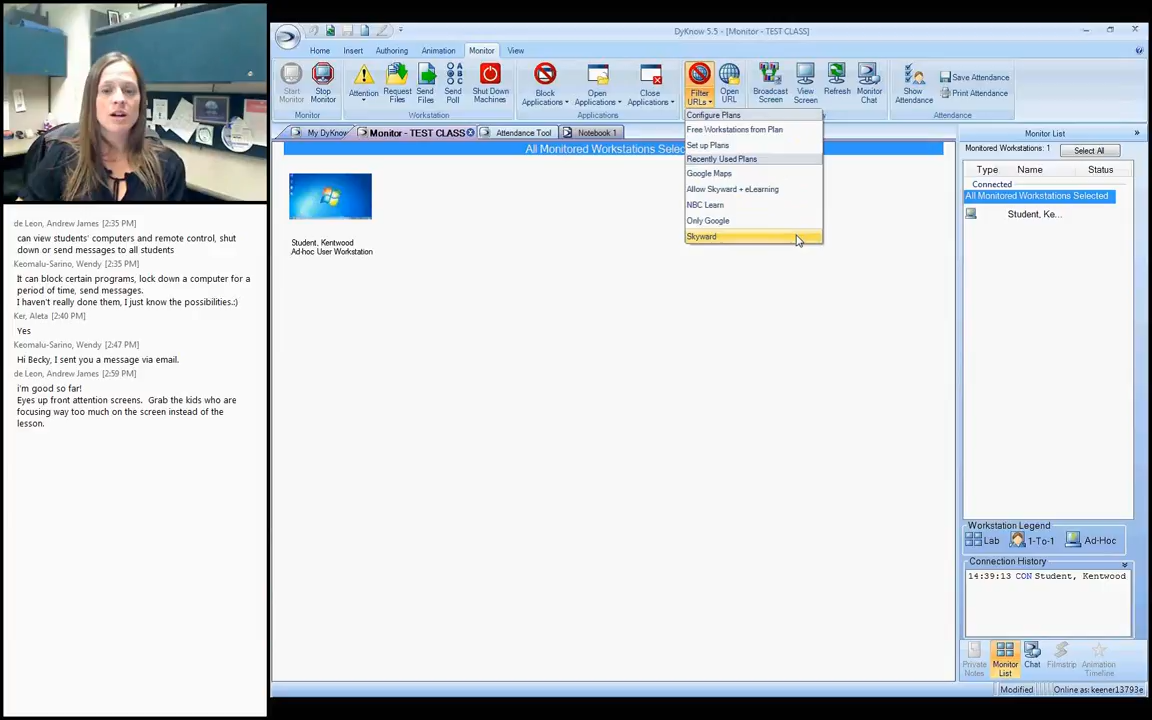 DyKnow 5.5 - [Monitor - TEST CLASS]
Home Insert Authoring Animation Monitor View
Start Monitor
Stop Monitor
Attention
Request Files
Send Files
Send Poll
Shut Down Machines
Block Applications
Open Applications
Close Applications
Filter URLs
Open URL
Broadcast Screen
View Screen
Refresh
Monitor Chat
Show Attendance
Save Attendance
Print Attendance
Monitor
Workstation
Applications
Attendance
My DyKnow
Monitor - TEST CLASS
Attendance Tool
Notebook 1
Configure Plans
Free Workstations from Plan
Set up Plans
Recently Used Plans
Google Maps
Allow Skyward + eLearning
NBC Learn
Only Google
Skyward
All Monitored Workstations Selec
Student, Kentwood
Ad-hoc User Workstation
de Leon, Andrew James [2:35 PM]
can view students' computers and remote control, shut
down or send messages to all students
Keomalu-Sarino, Wendy [2:35 PM]
It can block certain programs, lock down a computer for a
period of time, send messages.
I haven't really done them, I just know the possibilities.:)
Ker, Aleta [2:40 PM]
Yes
Keomalu-Sarino, Wendy [2:47 PM]
Hi Becky, I sent you a message via email.
de Leon, Andrew James [2:59 PM]
i'm good so far!
Eyes up front attention screens. Grab the kids who are
focusing way too much on the screen instead of the
lesson.
Monitor List
Monitored Workstations: 1 Select All
Type Name Status
Connected
All Monitored Workstations Selected
Student, Ke...
Workstation Legend
Lab 1-To-1 Ad-Hoc
Connection History
14:39:13 CON Student, Kentwood
Private Notes
Monitor List
Chat
Filmstrip
Animation Timeline
Modified Online as: keener13793e